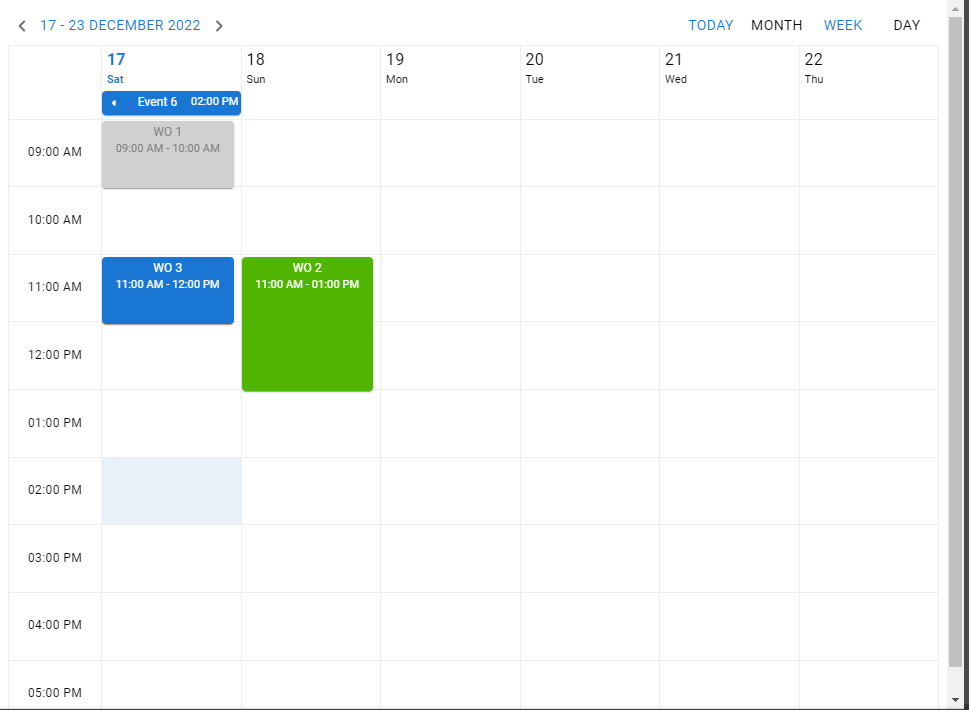 17 - 23 DECEMBER 2022
TODAY MONTH WEEK DAY
17 18 19 20 21 22
Sat Sun Mon Tue Wed Thu
Event 6 02:00 PM
WO 1
09:00 AM 09:00 AM - 10:00 AM
10:00 AM
WO 3 WO 2
11:00 AM 11:00 AM - 12:00 PM 11:00 AM - 01:00 PM
12:00 PM
01:00 PM
02:00 PM
03:00 PM
04:00 PM
05:00 PM